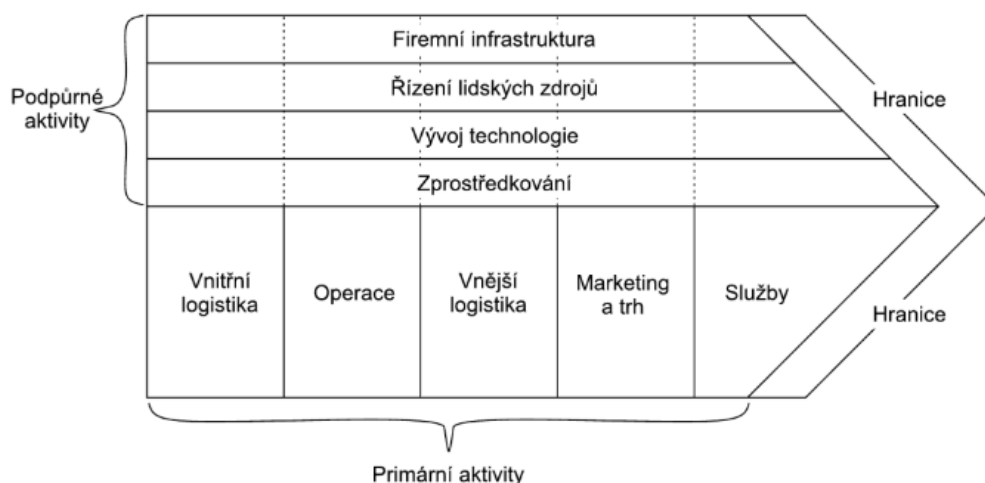 Firemní infrastruktura
Řízení lidských zdrojů
Vývoj technologie
Zprostředkování
Podpůrné
aktivity
Hranice
Vnitřní
logistika
Operace
Vnější
logistika
Marketing
a trh
Služby
Hranice
Primární aktivity